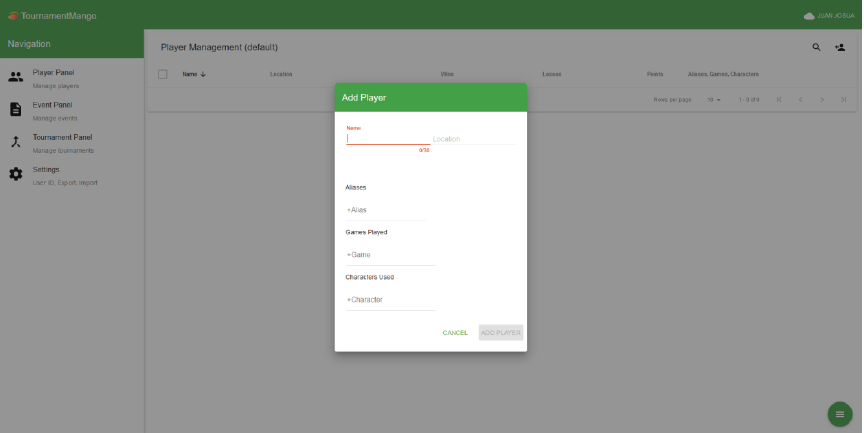 TournamentMango
JUAN JOSUA
Navigation
Player Panel
Manage players
Event Panel
Manage events
Tournament Panel
Manage tournaments
Settings
User ID, Export, Import
Player Management (default)
Name Location Wins Losses Points Aliases, Games, Characters
Rows per page 10 1 - 0 of 0
Add Player
Name
Location
0/50
Aliases
+Alias
Games Played
+Game
Characters Used
+Character
CANCEL ADD PLAYER